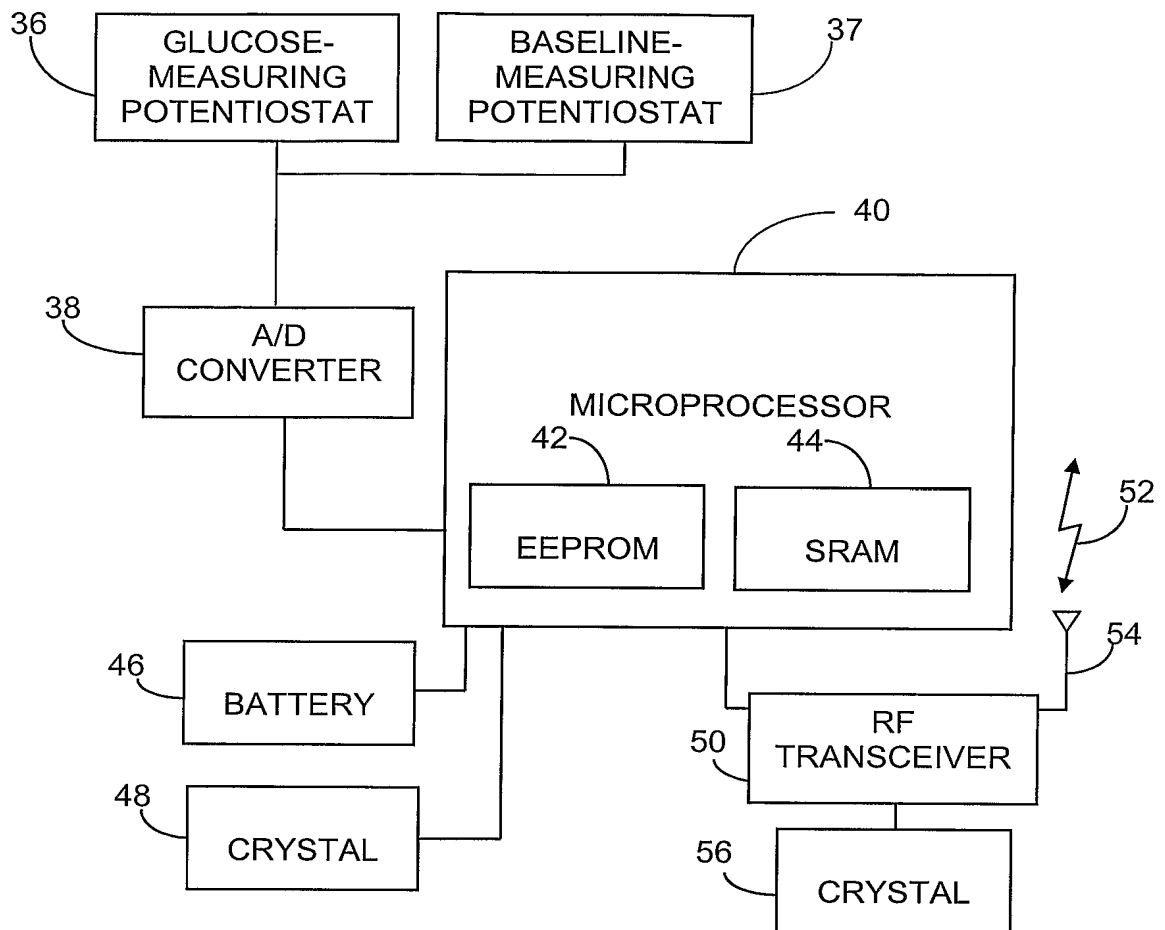 36
GLUCOSE-
MEASURING
POTENTIOSTAT
BASELINE-
MEASURING
POTENTIOSTAT
37
40
38
A/D
CONVERTER
MICROPROCESSOR
42
44
EEPROM
SRAM
52
46
BATTERY
54
50
RF
TRANSCEIVER
48
CRYSTAL
56
CRYSTAL